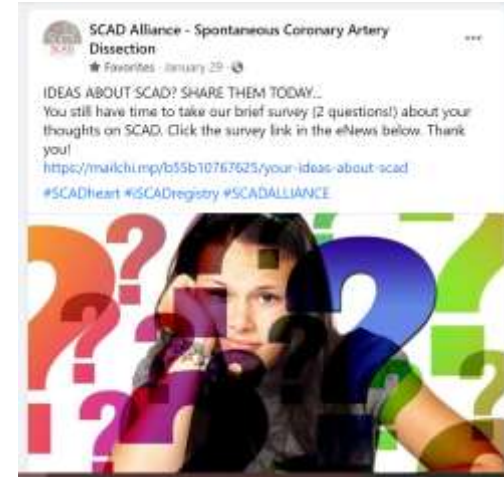 SCAD Alliance - Spontaneous Coronary Artery
Dissection
Favorites · January 29 ·
IDEAS ABOUT SCAD? SHARE THEM TODAY...
You still have time to take our brief survey (2 questions!) about your
thoughts on SCAD. Click the survey link in the eNews below. Thank
you!
https://mailchi.mp/b55b10767625/your-ideas-about-scad
#SCADheart #iSCADregistry #SCADALLIANCE
? ? ? ? ? ? ? ?